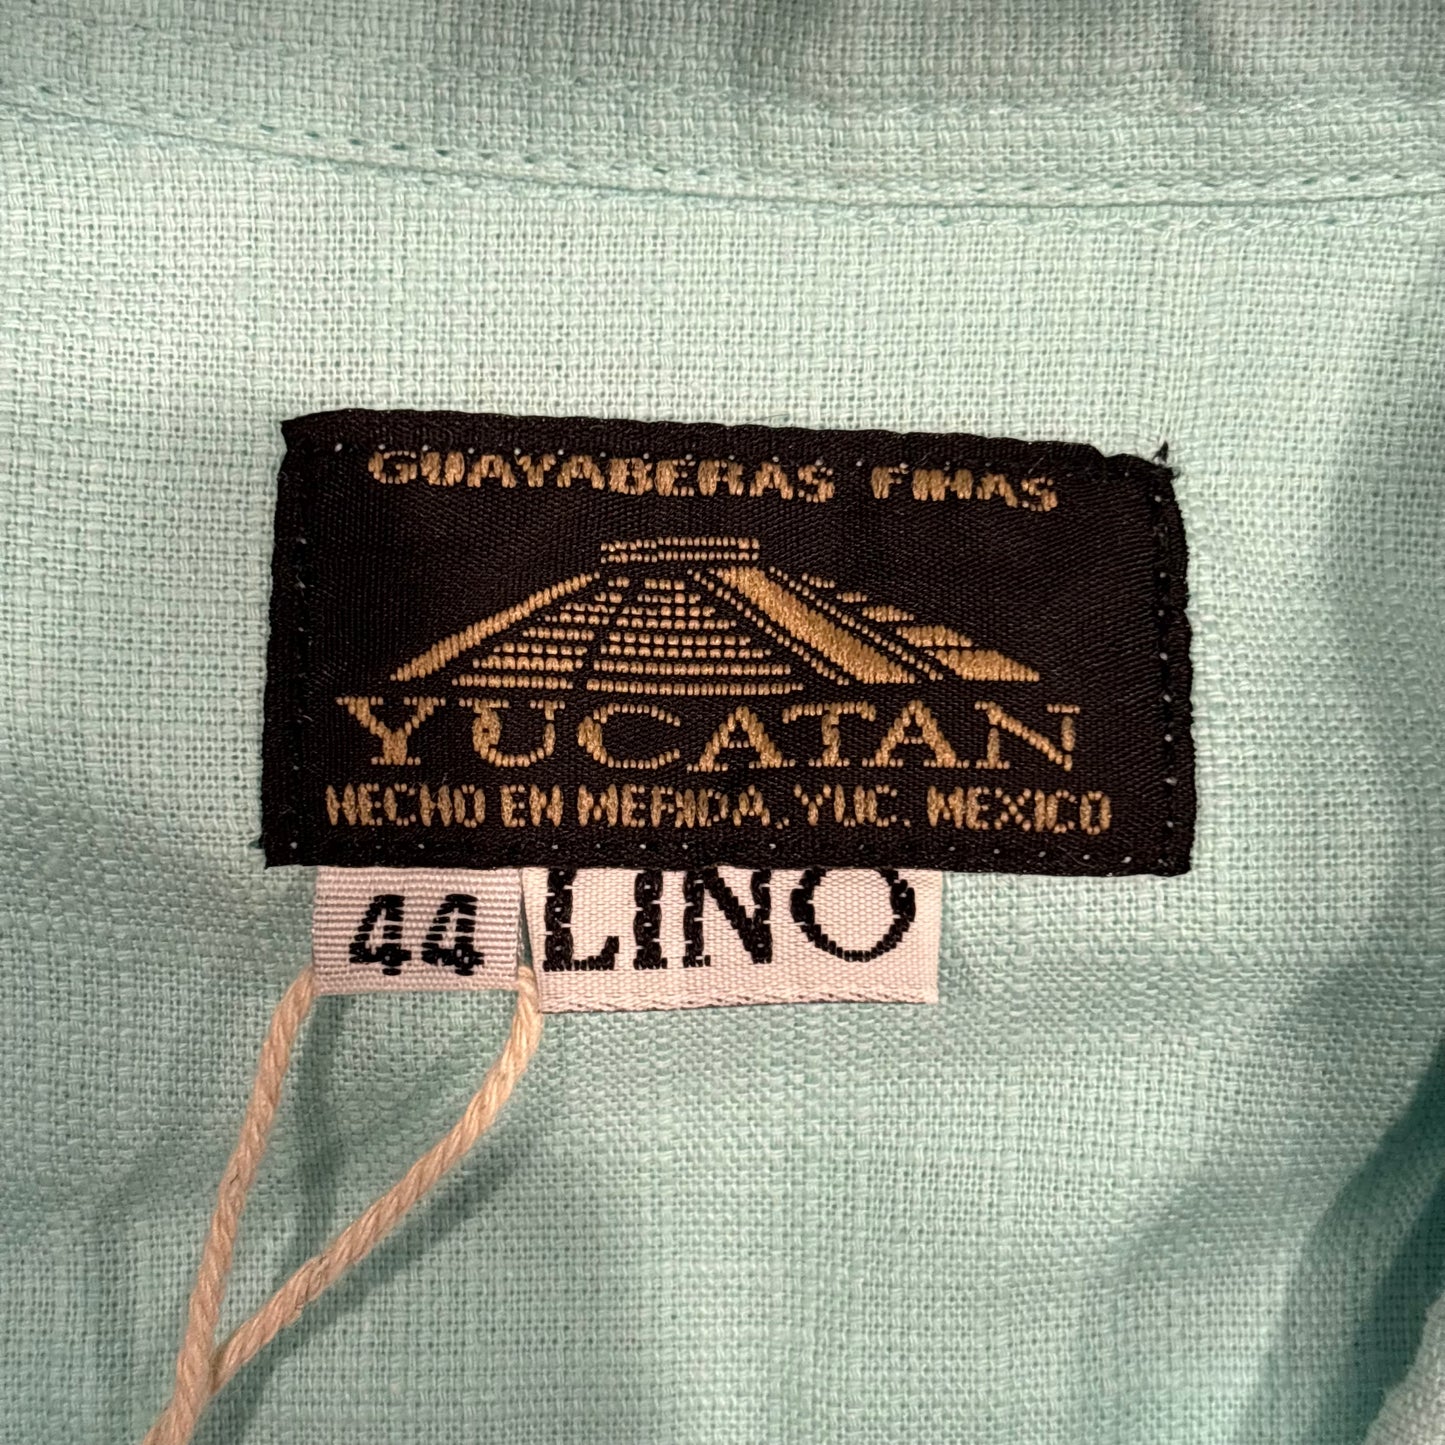 GUAYABERAS FINAS
YUCATAN
HECHO EN MERIDA, YUC. MEXICO
44 LINO